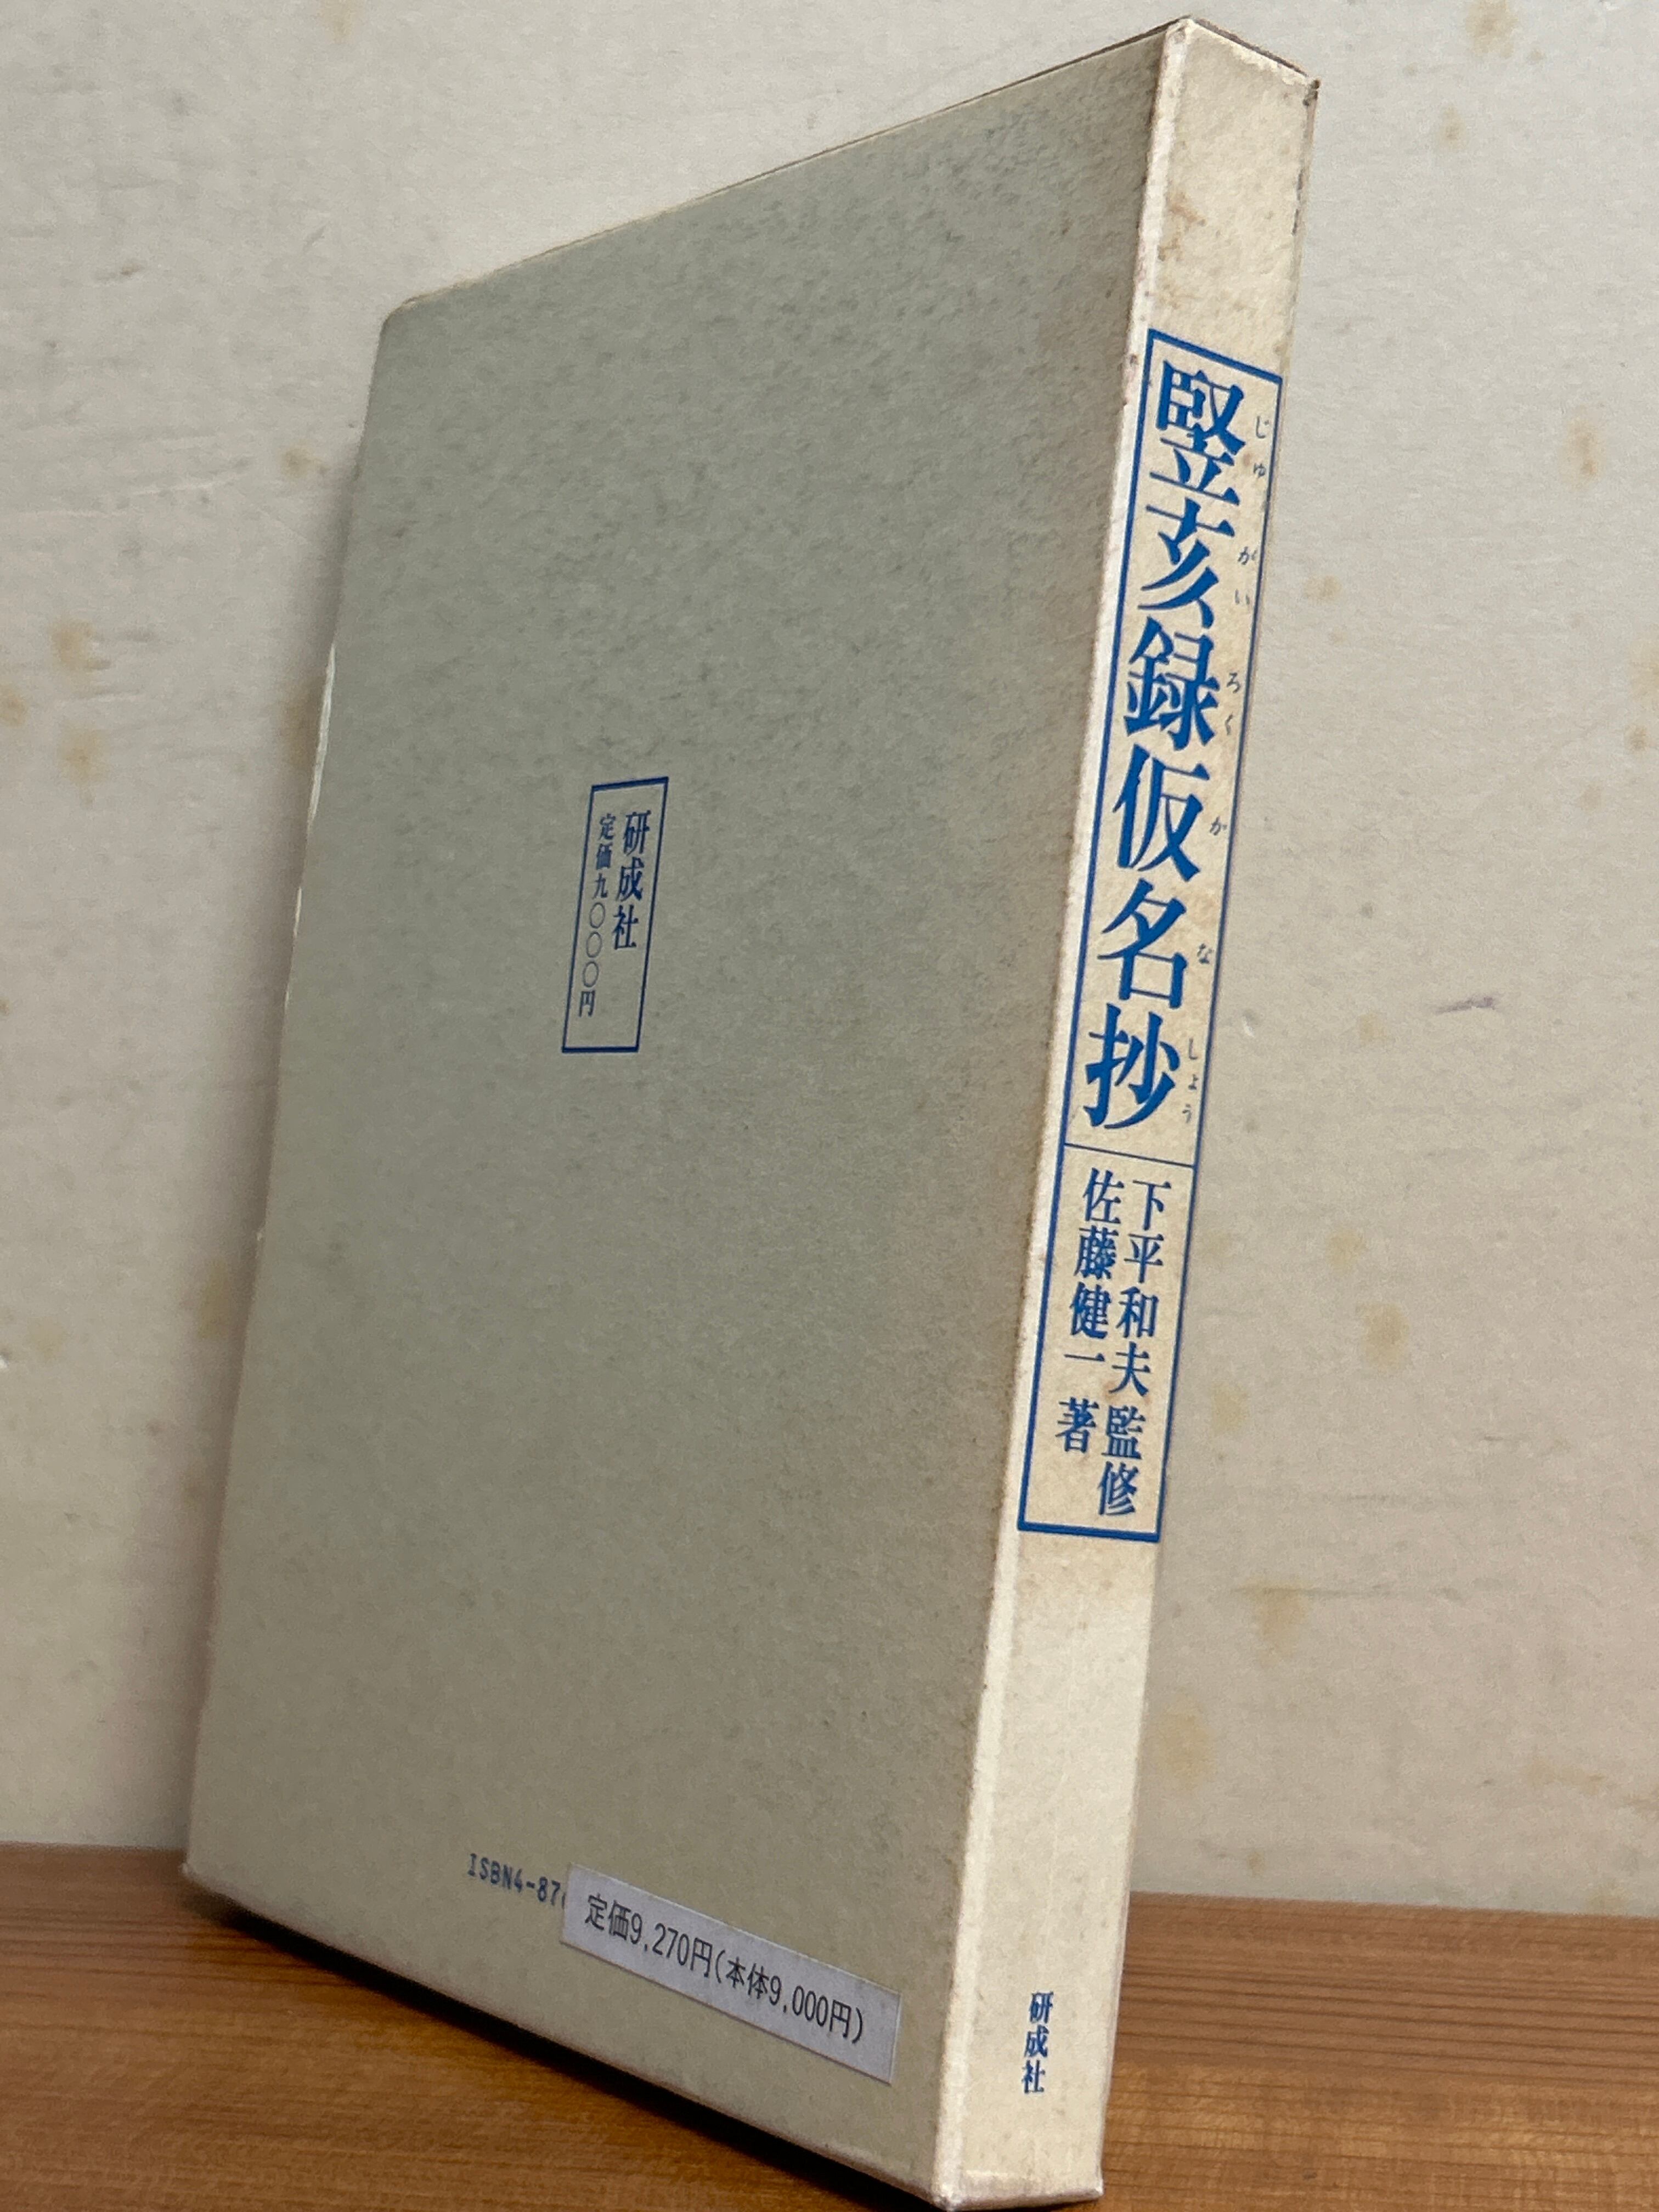 竪亥録仮名抄
じゅがいろくかなしょう
下平和夫監修
佐藤健一 著
研成社
研成社
定価九〇〇〇円
ISBN4-87
定価9,270円(本体9,000円)